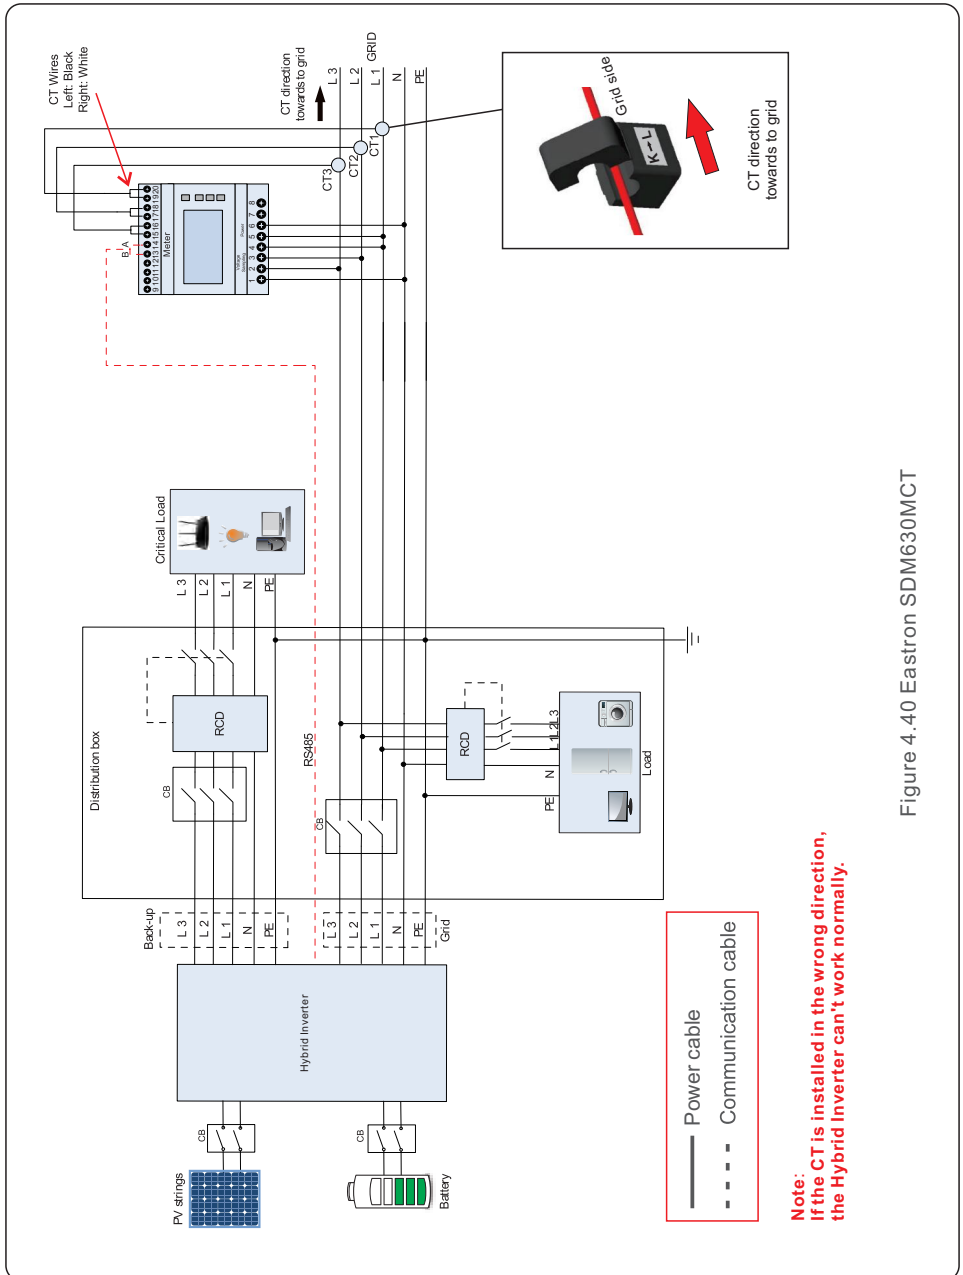 CT Wires
Left: Black
Right: White
CT direction
towards to grid
GRID
L 3
L 2
L 1
N
PE
CT3
CT2
CT1
Grid side
K←L
CT direction
towards to grid
B A
9 10 11 12 13 14 15 16 17 18 19 20
Meter
Voltage
Sampling
Power
1 2 3 4 5 6 7 8
Critical Load
L 3
L 2
L 1
N
PE
Distribution box
RCD
CB
RS485
CB
RCD
L1 L2 L3
N
PE
Load
Back-up
L 3
L 2
L 1
N
PE
L 3
L 2
L 1
N
PE
Grid
Hybrid Inverter
CB
CB
PV strings
Battery
Power cable
Communication cable
Note:
If the CT is installed in the wrong direction,
the Hybrid Inverter can't work normally.
Figure 4.40 Eastron SDM630MCT